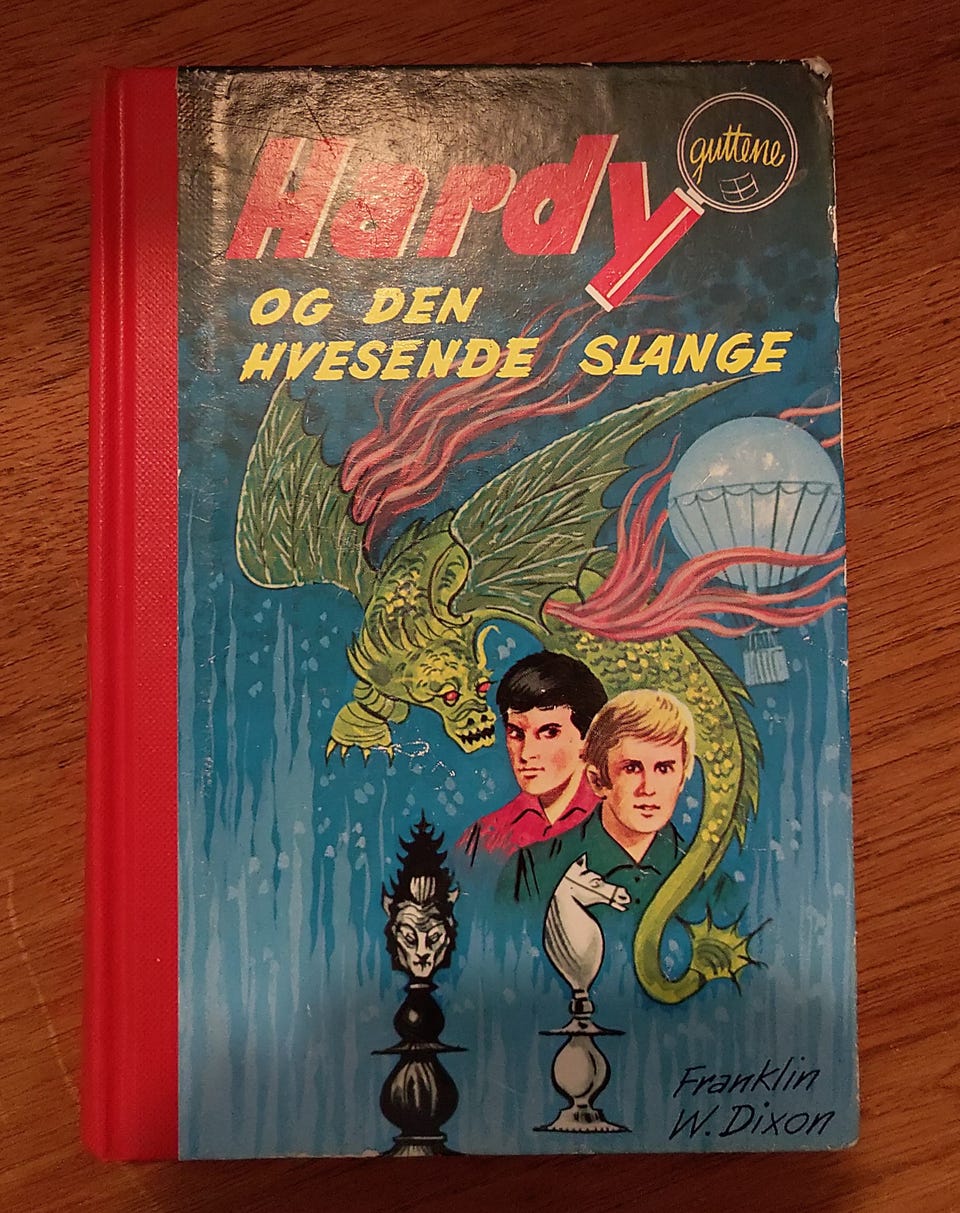 Hardy
guttene
OG DEN
HVESENDE SLANGE
Franklin
W. Dixon